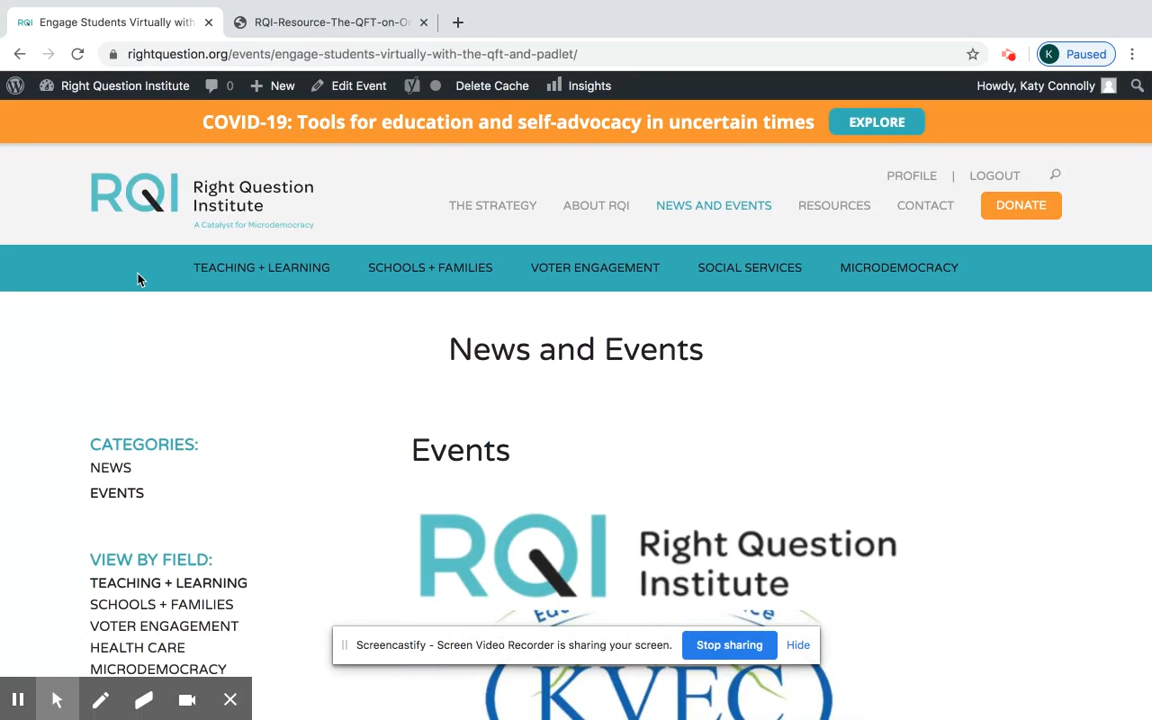 RQI Engage Students Virtually with
RQI-Resource-The-QFT-on-Or
rightquestion.org/events/engage-students-virtually-with-the-qft-and-padlet/
K Paused
Right Question Institute 0 New Edit Event Delete Cache Insights Howdy, Katy Connolly
COVID-19: Tools for education and self-advocacy in uncertain times EXPLORE
PROFILE | LOGOUT
RQI Right Question Institute
A Catalyst for Microdemocracy
THE STRATEGY ABOUT RQI NEWS AND EVENTS RESOURCES CONTACT DONATE
TEACHING + LEARNING SCHOOLS + FAMILIES VOTER ENGAGEMENT SOCIAL SERVICES MICRODEMOCRACY
News and Events
CATEGORIES:
NEWS
EVENTS
VIEW BY FIELD:
TEACHING + LEARNING
SCHOOLS + FAMILIES
VOTER ENGAGEMENT
HEALTH CARE
MICRODEMOCRACY
Events
RQI Right Question
Institute
Screencastify - Screen Video Recorder is sharing your screen. Stop sharing Hide
KVEC